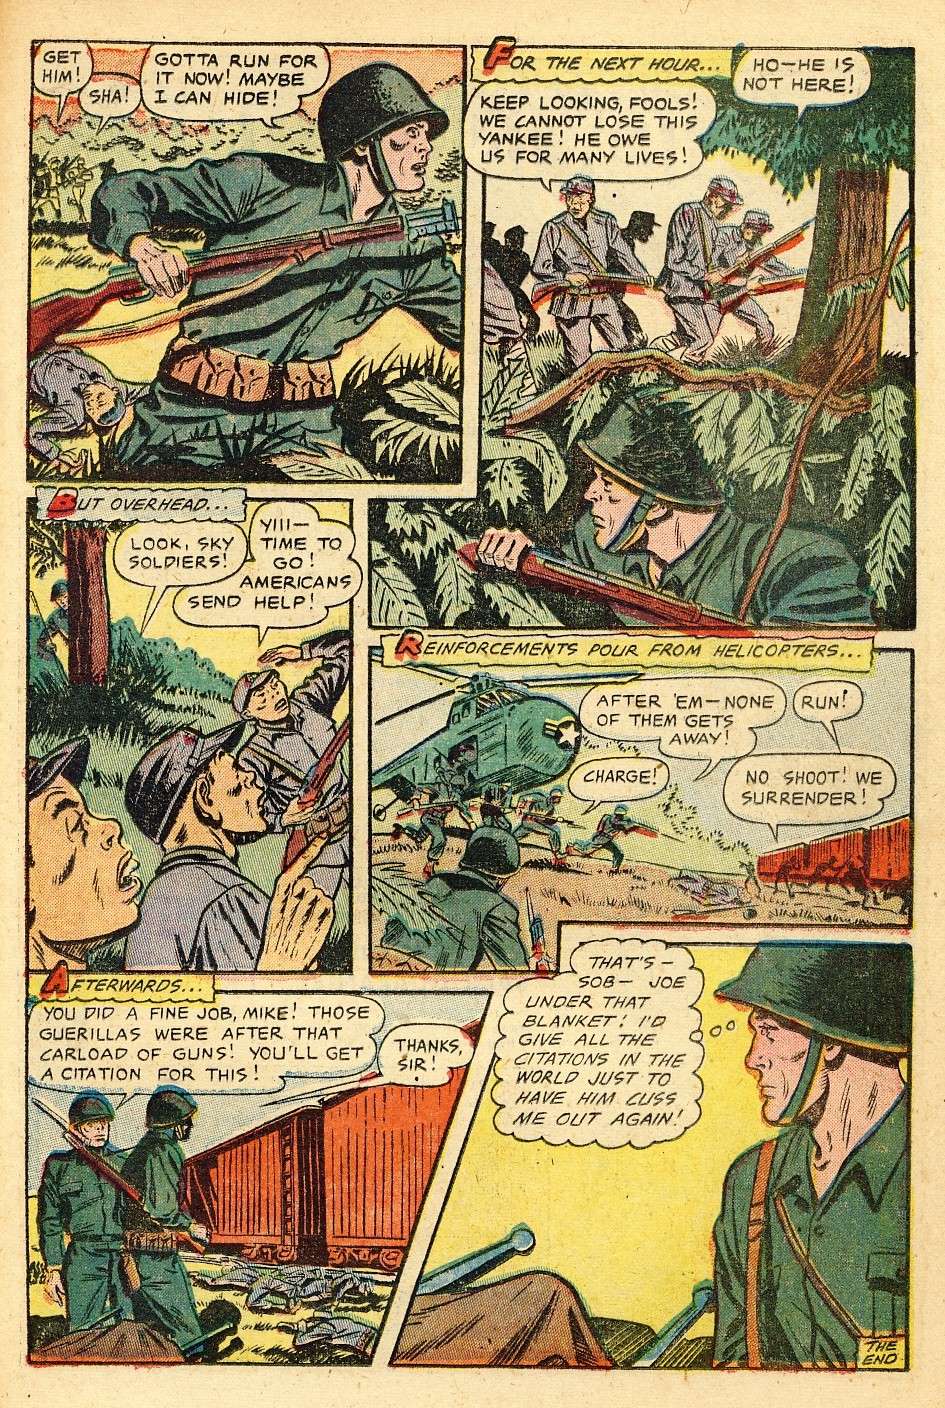 GET
HIM!
SHA!
GOTTA RUN FOR
IT NOW! MAYBE
I CAN HIDE!
FOR THE NEXT HOUR...
KEEP LOOKING, FOOLS!
WE CANNOT LOSE THIS
YANKEE! HE OWE
US FOR MANY LIVES!
HO-HE IS
NOT HERE!
BUT OVERHEAD...
LOOK, SKY
SOLDIERS!
YIII-
TIME TO
GO!
AMERICANS
SEND HELP!
REINFORCEMENTS POUR FROM HELICOPTERS...
AFTER 'EM-NONE
OF THEM GETS
AWAY!
CHARGE!
RUN!
NO SHOOT! WE
SURRENDER!
AFTERWARDS...
YOU DID A FINE JOB, MIKE! THOSE
GUERILLAS WERE AFTER THAT
CARLOAD OF GUNS! YOU'LL GET
A CITATION FOR THIS!
THANKS,
SIR!
THAT'S-
SOB- JOE
UNDER THAT
BLANKET! I'D
GIVE ALL THE
CITATIONS IN THE
WORLD JUST TO
HAVE HIM CUSS
ME OUT AGAIN!
THE
END